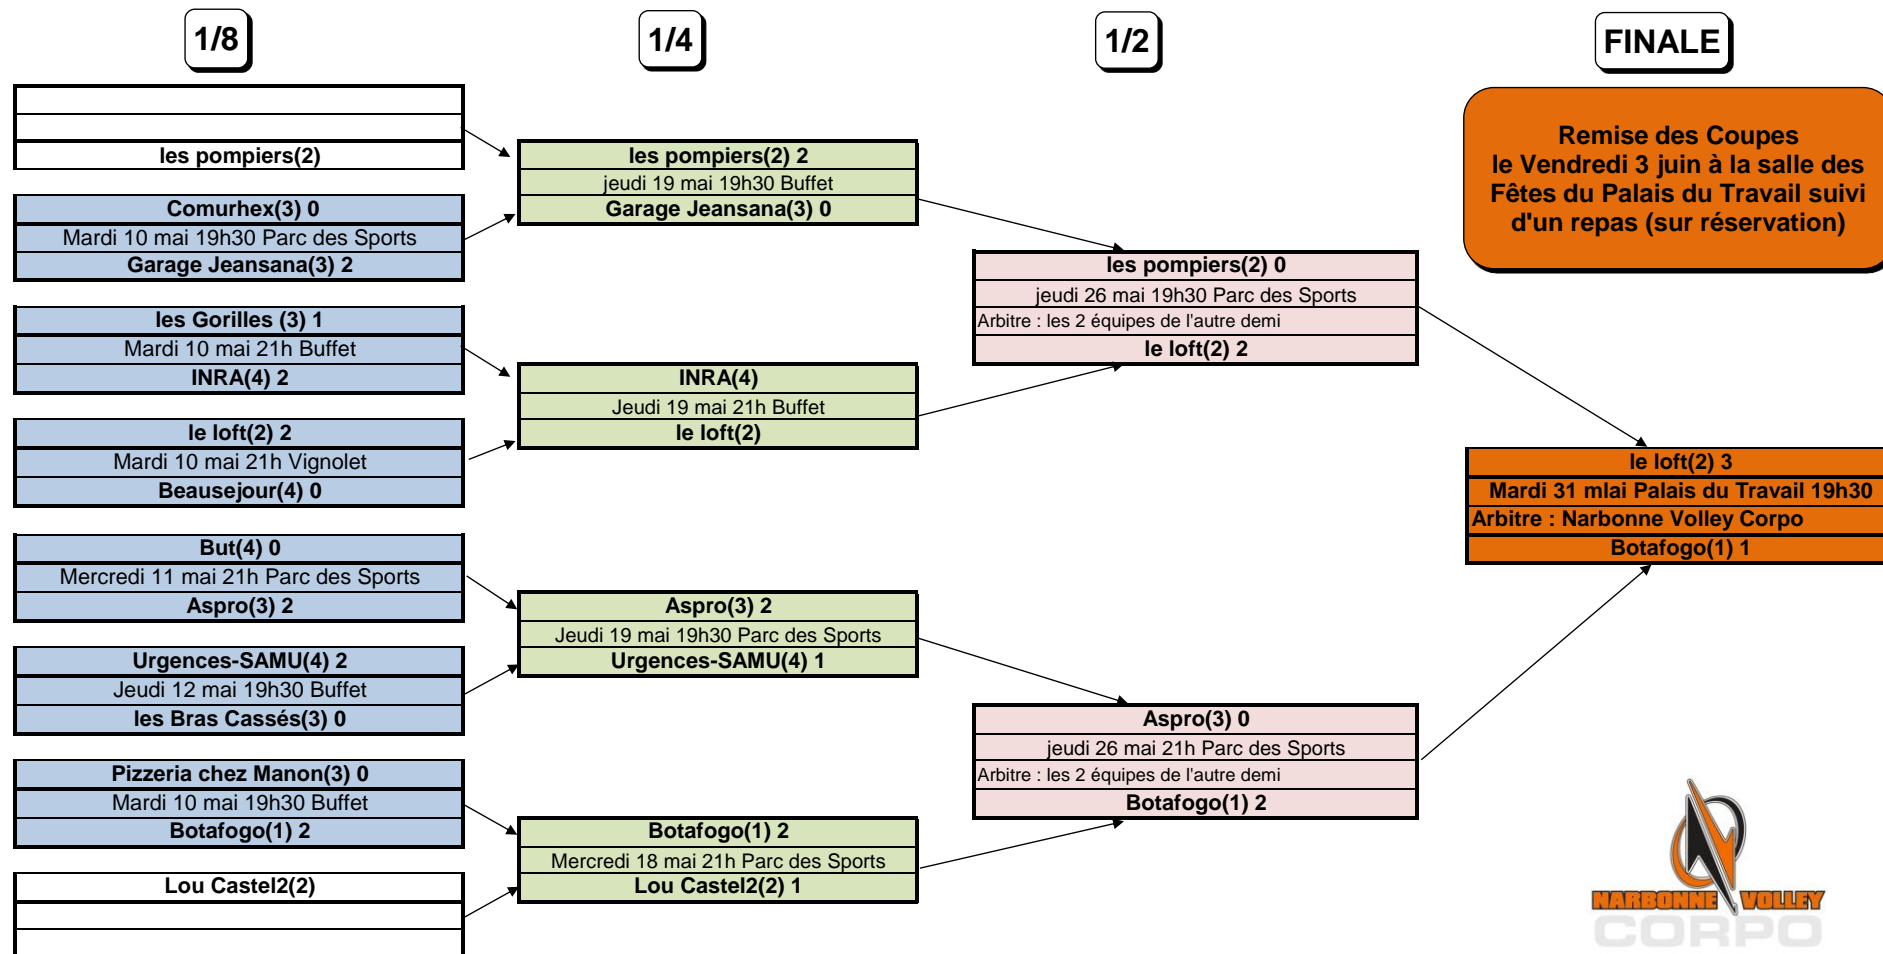 1/8
1/4
1/2
FINALE
les pompiers(2)
Comurhex(3) 0
Mardi 10 mai 19h30 Parc des Sports
Garage Jeansana(3) 2
les Gorilles (3) 1
Mardi 10 mai 21h Buffet
INRA(4) 2
le loft(2) 2
Mardi 10 mai 21h Vignolet
Beausejour(4) 0
But(4) 0
Mercredi 11 mai 21h Parc des Sports
Aspro(3) 2
Urgences-SAMU(4) 2
Jeudi 12 mai 19h30 Buffet
les Bras Cassés(3) 0
Pizzeria chez Manon(3) 0
Mardi 10 mai 19h30 Buffet
Botafogo(1) 2
Lou Castel2(2)
les pompiers(2) 2
jeudi 19 mai 19h30 Buffet
Garage Jeansana(3) 0
INRA(4)
Jeudi 19 mai 21h Buffet
le loft(2)
Aspro(3) 2
Jeudi 19 mai 19h30 Parc des Sports
Urgences-SAMU(4) 1
Botafogo(1) 2
Mercredi 18 mai 21h Parc des Sports
Lou Castel2(2) 1
les pompiers(2) 0
jeudi 26 mai 19h30 Parc des Sports
Arbitre : les 2 équipes de l'autre demi
le loft(2) 2
Aspro(3) 0
jeudi 26 mai 21h Parc des Sports
Arbitre : les 2 équipes de l'autre demi
Botafogo(1) 2
Remise des Coupes
le Vendredi 3 juin à la salle des
Fêtes du Palais du Travail suivi
d'un repas (sur réservation)
le loft(2) 3
Mardi 31 mlai Palais du Travail 19h30
Arbitre : Narbonne Volley Corpo
Botafogo(1) 1
NARBONNE VOLLEY
CORPO